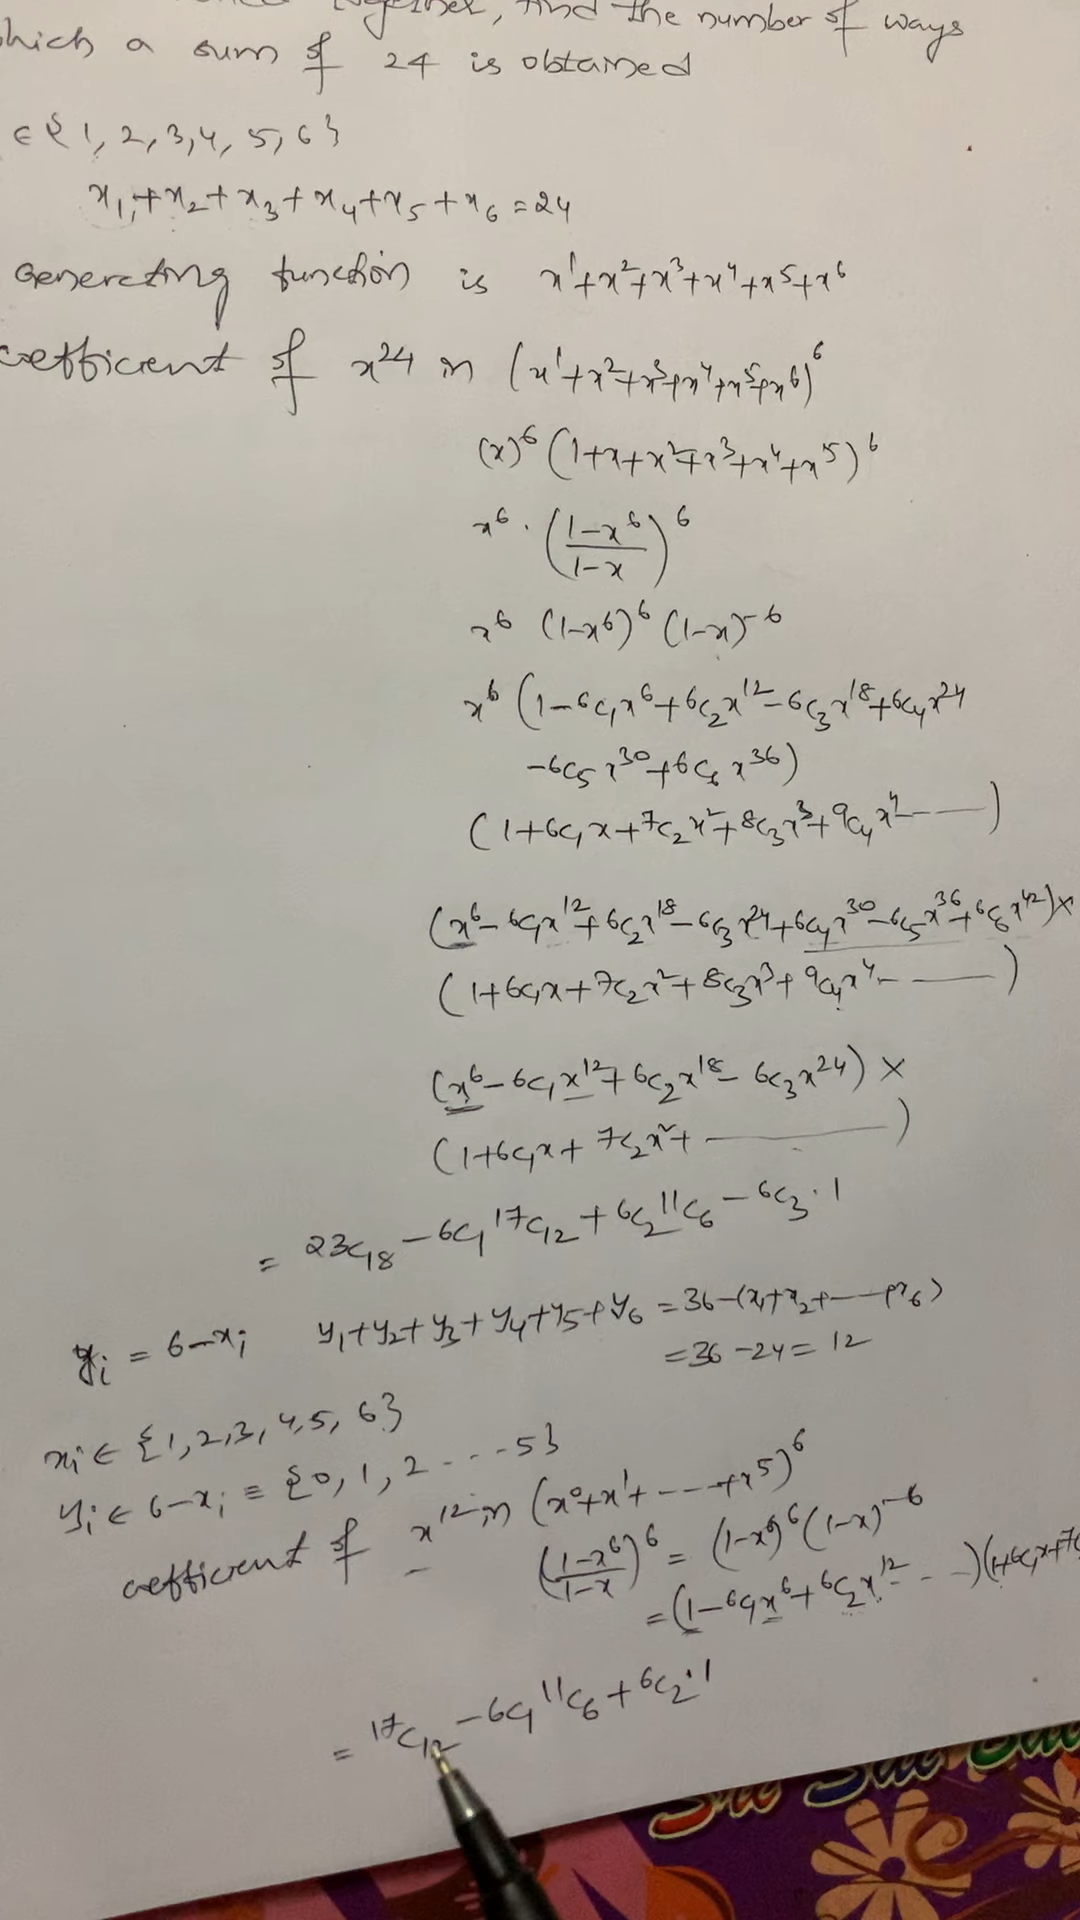 together, find the number of ways
which a sum of 24 is obtained
∈ {1, 2, 3, 4, 5, 6}
x₁ + x₂ + x₃ + x₄ + x₅ + x₆ = 24
Generating function is x¹+x²+x³+x⁴+x⁵+x⁶
coefficient of x²⁴ in (x¹+x²+x³+x⁴+x⁵+x⁶)⁶
(x)⁶ (1+x+x²+x³+x⁴+x⁵)⁶
x⁶ · ((1-x⁶)/(1-x))⁶
x⁶ (1-x⁶)⁶ (1-x)⁻⁶
x⁶ (1-⁶C₁x⁶+⁶C₂x¹²-⁶C₃x¹⁸+⁶C₄x²⁴
-⁶C₅x³⁰+⁶C₆x³⁶)
(1+⁶C₁x+⁷C₂x²+⁸C₃x³+⁹C₄x⁴------)
(x⁶-⁶C₁x¹²+⁶C₂x¹⁸-⁶C₃x²⁴+⁶C₄x³⁰-⁶C₅x³⁶+⁶C₆x⁴²)×
(1+⁶C₁x+⁷C₂x²+⁸C₃x³+⁹C₄x⁴------)
(x⁶-⁶C₁x¹²+⁶C₂x¹⁸-⁶C₃x²⁴)×
(1+⁶C₁x+⁷C₂x²+------)
= ²³C₁₈-⁶C₁ ¹⁷C₁₂+⁶C₂ ¹¹C₆-⁶C₃·1
yᵢ = 6-xᵢ y₁+y₂+y₃+y₄+y₅+y₆ = 36-(x₁+x₂+----+x₆)
= 36-24 = 12
xᵢ ∈ {1,2,3,4,5,6}
yᵢ ∈ 6-xᵢ = {0,1,2----5}
coefficient of x¹² in (x⁰+x¹+----+x⁵)⁶
((1-x⁶)/(1-x))⁶ = (1-x⁶)⁶(1-x)⁻⁶
= (1-⁶C₁x⁶+⁶C₂x¹²---)(1+⁶C₁x+⁷C
= ¹⁷C₁₂-⁶C₁ ¹¹C₆+⁶C₂·1